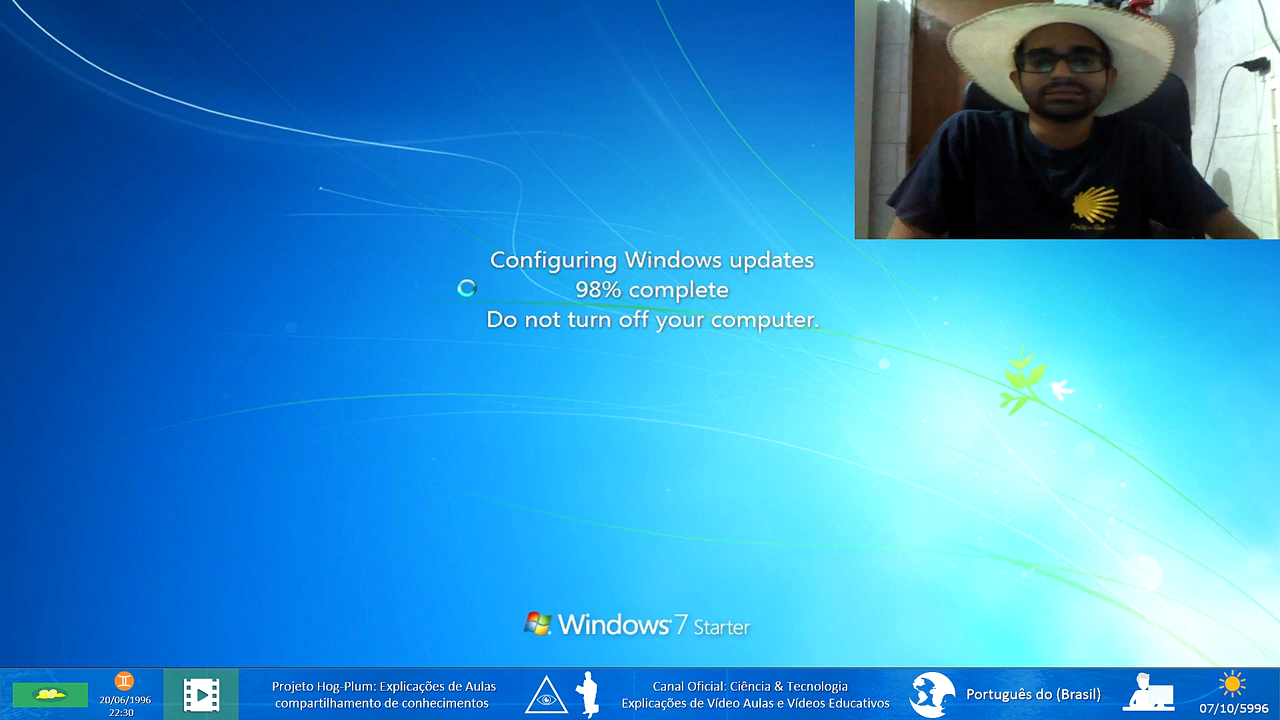 Configuring Windows updates
98% complete
Do not turn off your computer.
Windows 7 Starter
20/06/1996
22:30
Projeto Hog-Plum: Explicações de Aulas
compartilhamento de conhecimentos
Canal Oficial: Ciência & Tecnologia
Explicações de Vídeo Aulas e Vídeos Educativos
Português do (Brasil)
07/10/5996